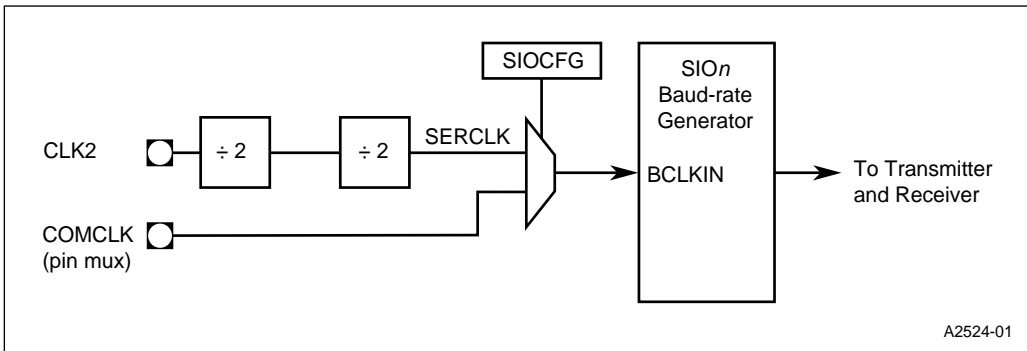 SIOCFG
SIOn
Baud-rate
Generator
CLK2
÷ 2
÷ 2
SERCLK
BCLKIN
To Transmitter
and Receiver
COMCLK
(pin mux)
A2524-01